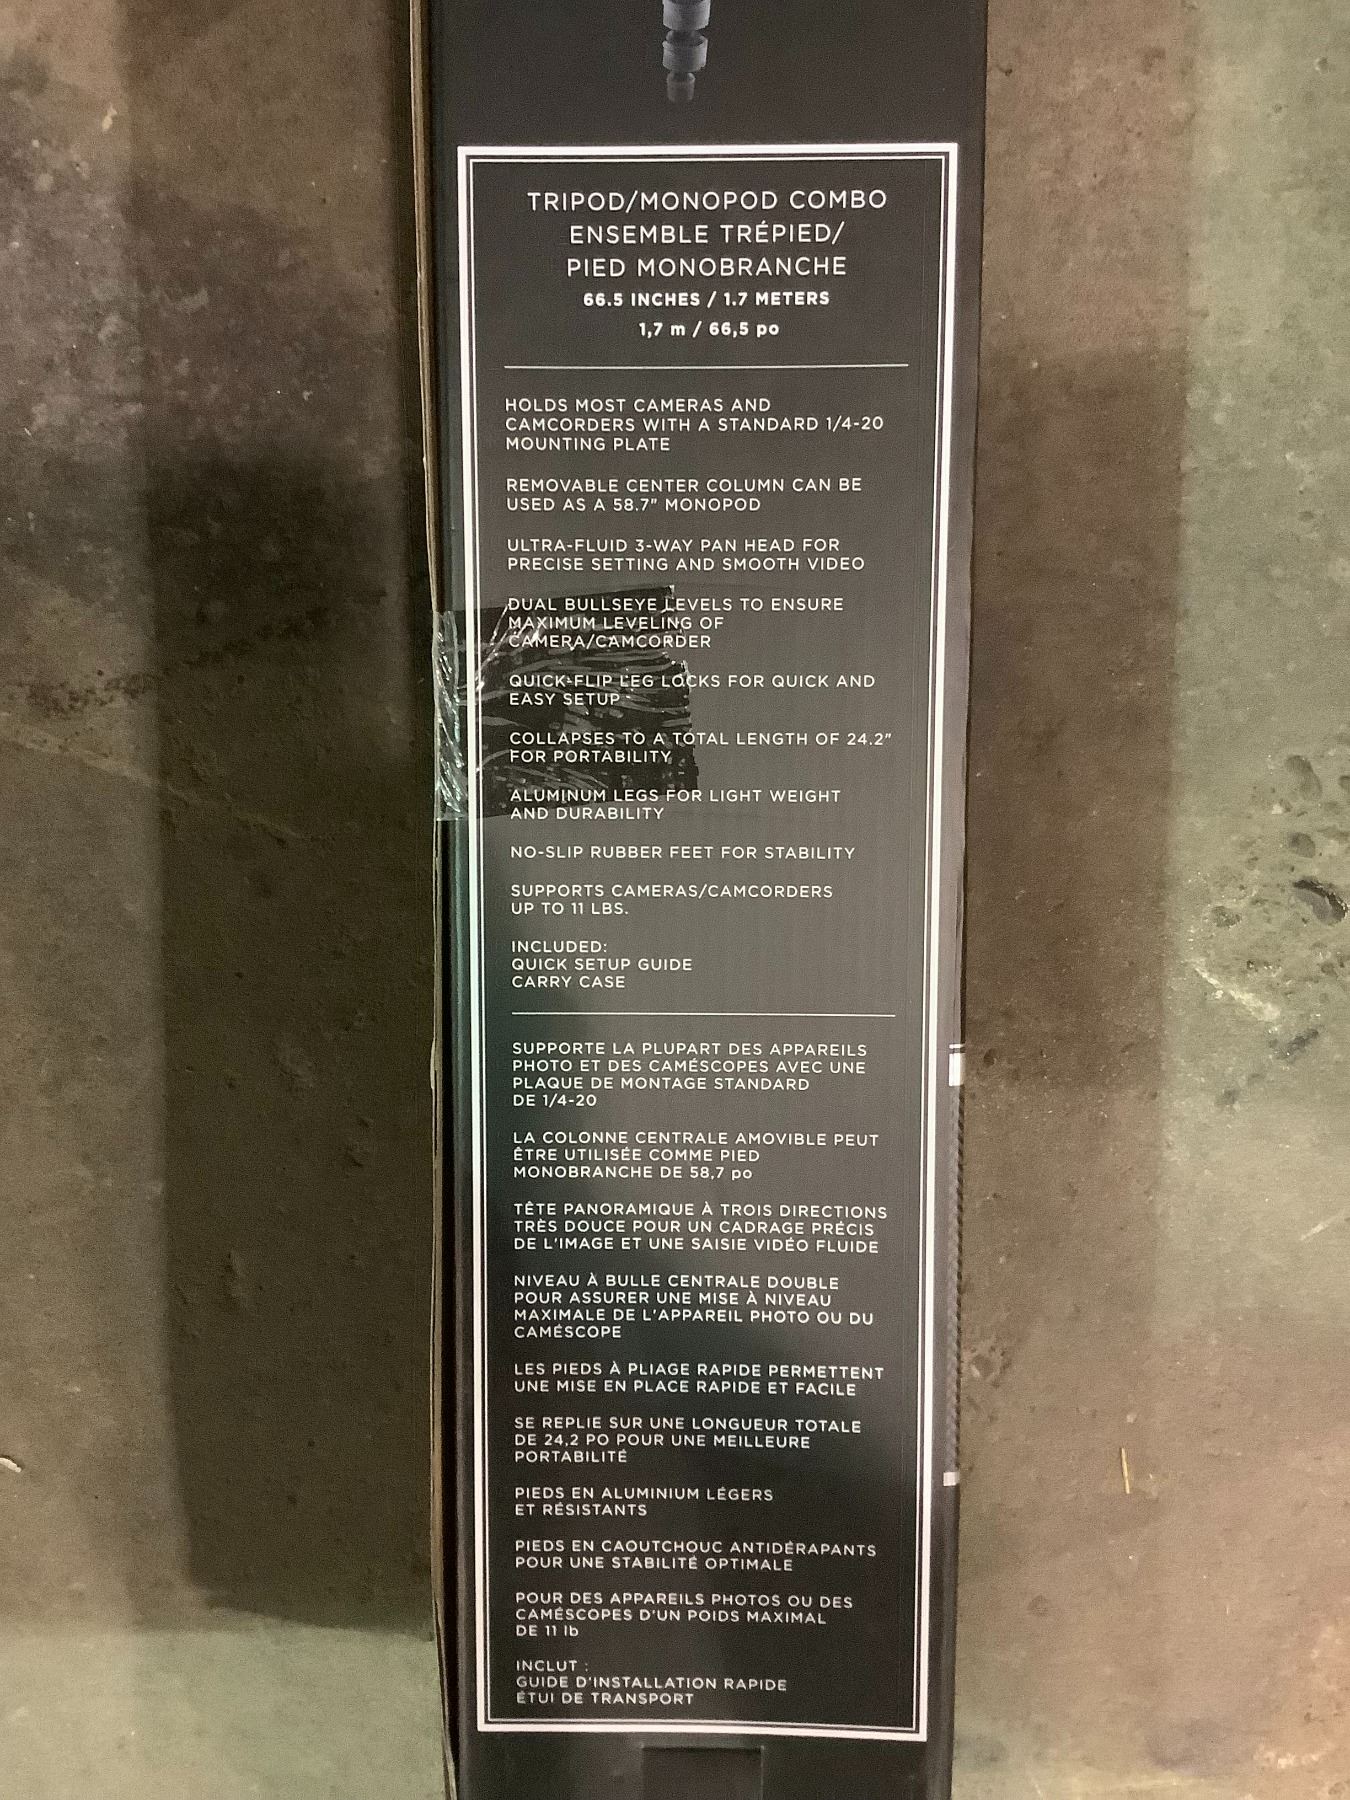 TRIPOD/MONOPOD COMBO
ENSEMBLE TRÉPIED/
PIED MONOBRANCHE
66.5 INCHES / 1.7 METERS
1,7 m / 66,5 po
HOLDS MOST CAMERAS AND
CAMCORDERS WITH A STANDARD 1/4-20
MOUNTING PLATE
REMOVABLE CENTER COLUMN CAN BE
USED AS A 58.7" MONOPOD
ULTRA-FLUID 3-WAY PAN HEAD FOR
PRECISE SETTING AND SMOOTH VIDEO
DUAL BULLSEYE LEVELS TO ENSURE
MAXIMUM LEVELING OF
CAMERA/CAMCORDER
QUICK-FLIP LEG LOCKS FOR QUICK AND
EASY SETUP
COLLAPSES TO A TOTAL LENGTH OF 24.2"
FOR PORTABILITY
ALUMINUM LEGS FOR LIGHT WEIGHT
AND DURABILITY
NO-SLIP RUBBER FEET FOR STABILITY
SUPPORTS CAMERAS/CAMCORDERS
UP TO 11 LBS.
INCLUDED:
QUICK SETUP GUIDE
CARRY CASE
SUPPORTE LA PLUPART DES APPAREILS
PHOTO ET DES CAMÉSCOPES AVEC UNE
PLAQUE DE MONTAGE STANDARD
DE 1/4-20
LA COLONNE CENTRALE AMOVIBLE PEUT
ÊTRE UTILISÉE COMME PIED
MONOBRANCHE DE 58,7 po
TÊTE PANORAMIQUE À TROIS DIRECTIONS
TRÈS DOUCE POUR UN CADRAGE PRÉCIS
DE L'IMAGE ET UNE SAISIE VIDÉO FLUIDE
NIVEAU À BULLE CENTRALE DOUBLE
POUR ASSURER UNE MISE À NIVEAU
MAXIMALE DE L'APPAREIL PHOTO OU DU
CAMÉSCOPE
LES PIEDS À PLIAGE RAPIDE PERMETTENT
UNE MISE EN PLACE RAPIDE ET FACILE
SE REPLIE SUR UNE LONGUEUR TOTALE
DE 24,2 PO POUR UNE MEILLEURE
PORTABILITÉ
PIEDS EN ALUMINIUM LÉGERS
ET RÉSISTANTS
PIEDS EN CAOUTCHOUC ANTIDÉRAPANTS
POUR UNE STABILITÉ OPTIMALE
POUR DES APPAREILS PHOTOS OU DES
CAMÉSCOPES D'UN POIDS MAXIMAL
DE 11 lb
INCLUT :
GUIDE D'INSTALLATION RAPIDE
ÉTUI DE TRANSPORT